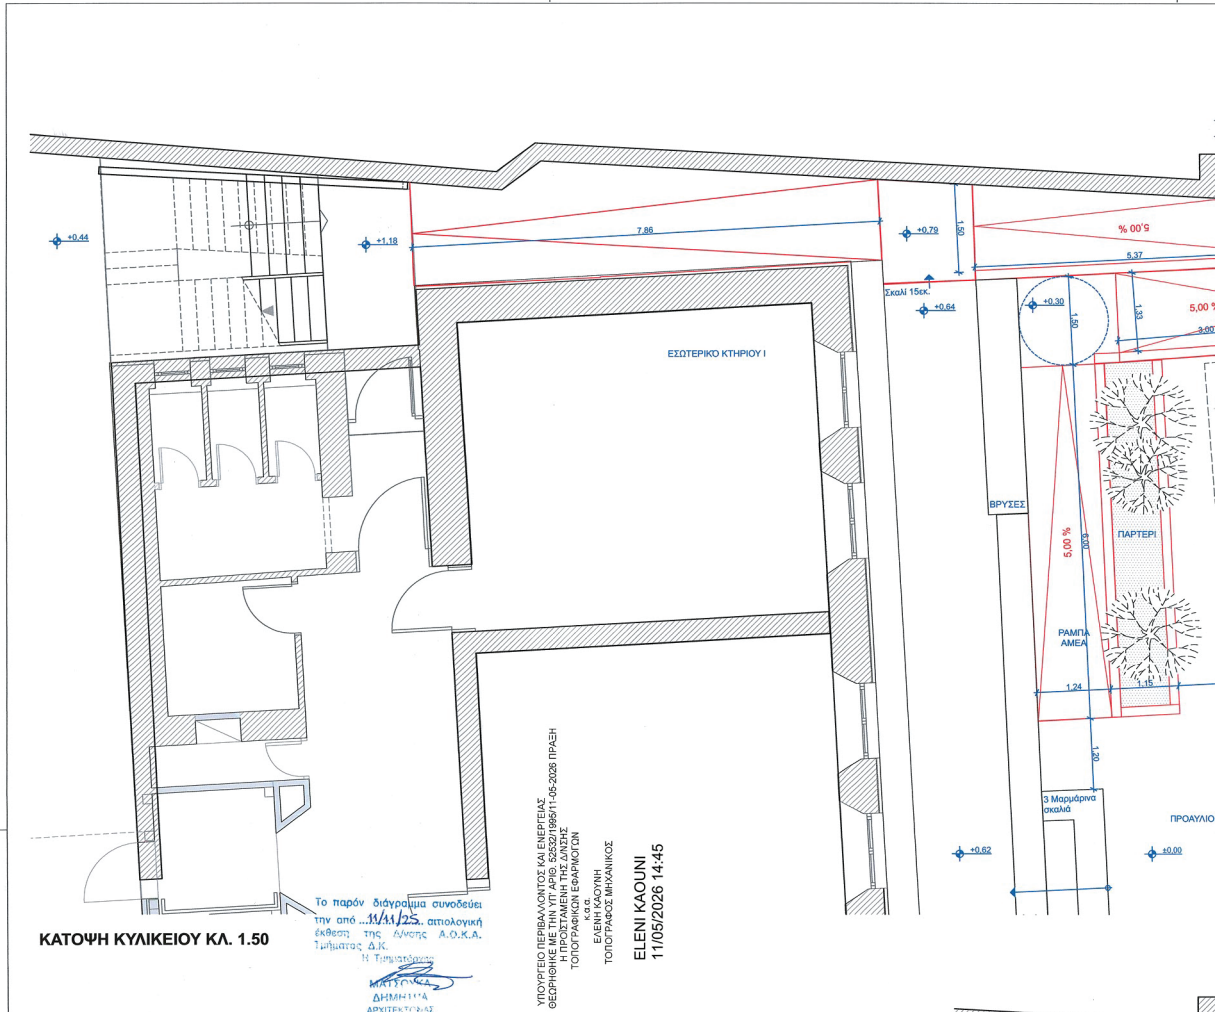 +0.44
+1,18
7.86
+0,79
1,50
5,00 %
5,37
Σκαλί 15εκ.
+0,64
+0,30
1,50
1,33
5,00 %
3,00
ΕΣΩΤΕΡΙΚΟ ΚΤΗΡΙΟΥ Ι
ΒΡΥΣΕΣ
5,00 %
6,00
ΠΑΡΤΕΡΙ
ΡΑΜΠΑ
ΑΜΕΑ
1,24
1,15
1,20
3 Μαρμάρινα
σκαλιά
ΠΡΟΑΥΛΙΟ
+0,62
±0,00
ΚΑΤΟΨΗ ΚΥΛΙΚΕΙΟΥ ΚΛ. 1.50
Το παρόν διάγραμμα συνοδεύει
την από 11/11/25 αιτιολογική
έκθεση της Δ/νσης Α.Ο.Κ.Α.
Τμήματος Δ.Κ.
Η Τμηματάρχης
ΜΑΤΣΟΥΚΑ
ΔΗΜΗΤΡΑ
ΑΡΧΙΤΕΚΤΟΝΑΣ
ΥΠΟΥΡΓΕΙΟ ΠΕΡΙΒΑΛΛΟΝΤΟΣ ΚΑΙ ΕΝΕΡΓΕΙΑΣ
ΘΕΩΡΗΘΗΚΕ ΜΕ ΤΗΝ ΥΠ' ΑΡΙΘ. 52532/1995/11-05-2026 ΠΡΑΞΗ
Η ΠΡΟΪΣΤΑΜΕΝΗ ΤΗΣ Δ/ΝΣΗΣ
ΤΟΠΟΓΡΑΦΙΚΩΝ ΕΦΑΡΜΟΓΩΝ
κ.α.α.
ΕΛΕΝΗ ΚΑΟΥΝΗ
ΤΟΠΟΓΡΑΦΟΣ ΜΗΧΑΝΙΚΟΣ
ELENI KAOUNI
11/05/2026 14:45